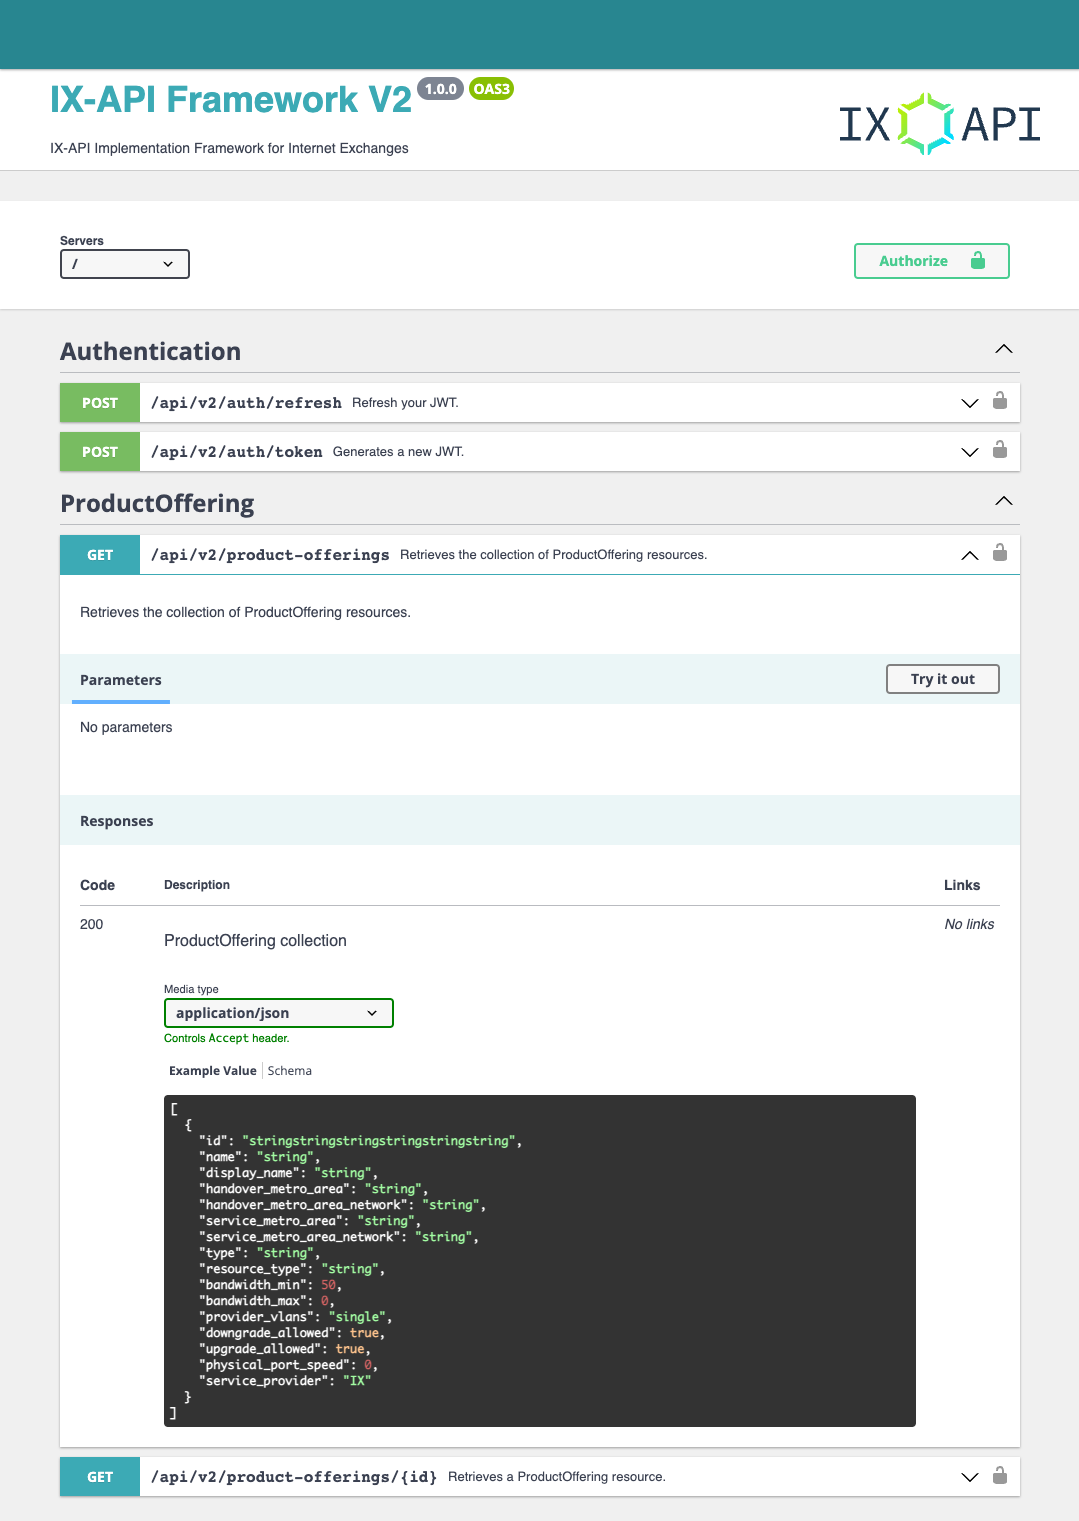 IX-API Framework V2 1.0.0 OAS3
IX-API Implementation Framework for Internet Exchanges
IX API
Servers
/
Authorize
Authentication
POST /api/v2/auth/refresh Refresh your JWT.
POST /api/v2/auth/token Generates a new JWT.
ProductOffering
GET /api/v2/product-offerings Retrieves the collection of ProductOffering resources.
Retrieves the collection of ProductOffering resources.
Parameters
Try it out
No parameters
Responses
Code Description Links
200 ProductOffering collection No links
Media type
application/json
Controls Accept header.
Example Value Schema
[
  {
    "id": "stringstringstringstringstringstring",
    "name": "string",
    "display_name": "string",
    "handover_metro_area": "string",
    "handover_metro_area_network": "string",
    "service_metro_area": "string",
    "service_metro_area_network": "string",
    "type": "string",
    "resource_type": "string",
    "bandwidth_min": 50,
    "bandwidth_max": 0,
    "provider_vlans": "single",
    "downgrade_allowed": true,
    "upgrade_allowed": true,
    "physical_port_speed": 0,
    "service_provider": "IX"
  }
]
GET /api/v2/product-offerings/{id} Retrieves a ProductOffering resource.